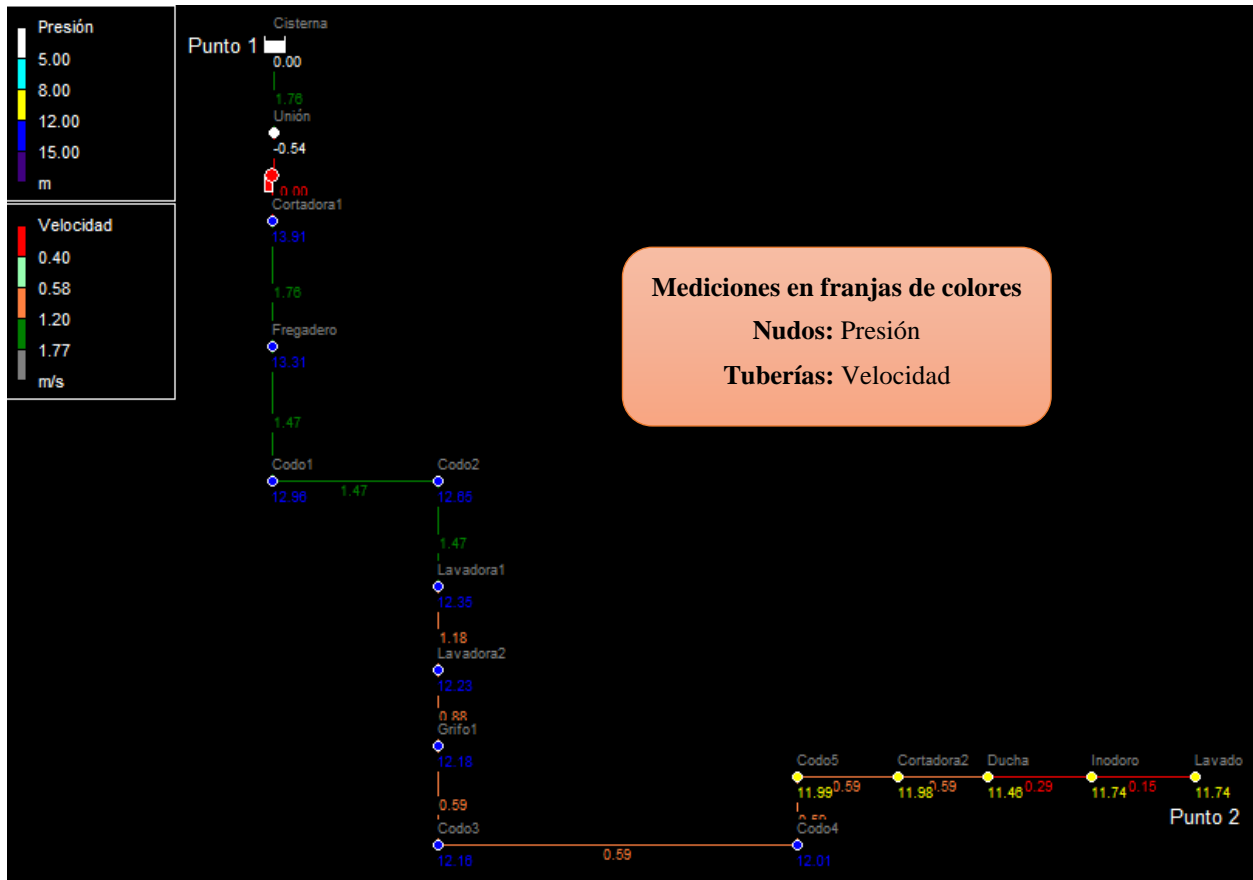 Presión
5.00
8.00
12.00
15.00
m
Velocidad
0.40
0.58
1.20
1.77
m/s
Cisterna
Punto 1
0.00
1.76
Unión
-0.54
0.00
Cortadora1
13.91
1.76
Fregadero
13.31
1.47
Codo1
12.96
1.47
Codo2
12.65
1.47
Lavadora1
12.35
1.18
Lavadora2
12.23
0.88
Grifo1
12.18
0.59
Codo3
12.16
0.59
Codo4
12.01
0.59
Codo5
11.99
0.59
Cortadora2
11.98
0.59
Ducha
11.46
0.29
Inodoro
11.74
0.15
Lavado
11.74
Punto 2
Mediciones en franjas de colores
Nudos: Presión
Tuberías: Velocidad